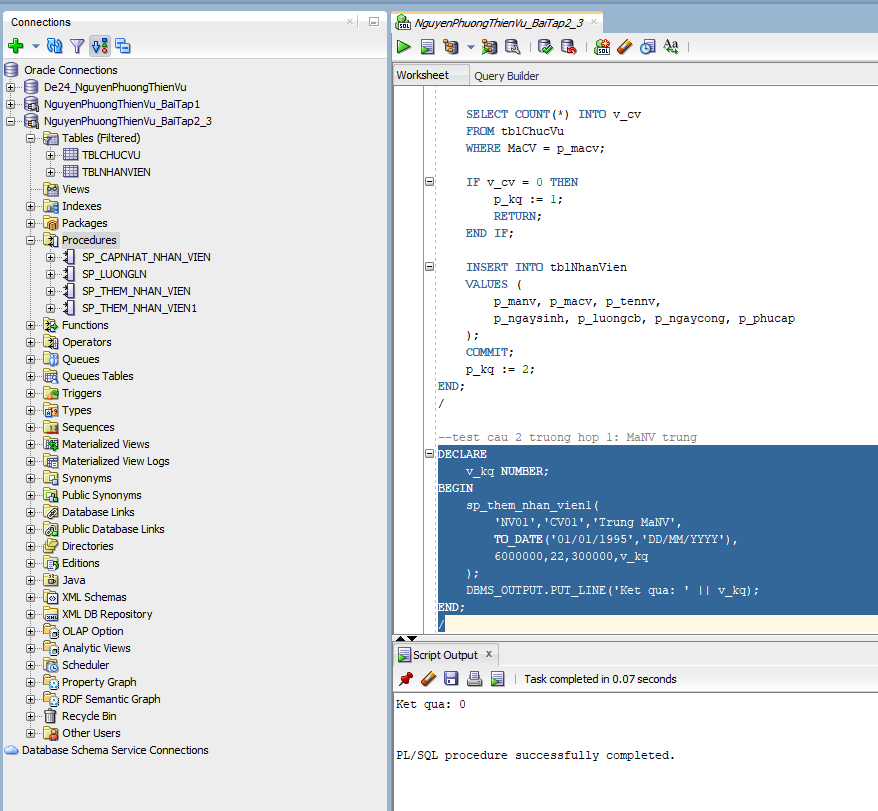 Connections
Oracle Connections
De24_NguyenPhuongThienVu
NguyenPhuongThienVu_BaiTap1
NguyenPhuongThienVu_BaiTap2_3
Tables (Filtered)
TBLCHUCVU
TBLNHANVIEN
Views
Indexes
Packages
Procedures
SP_CAPNHAT_NHAN_VIEN
SP_LUONGLN
SP_THEM_NHAN_VIEN
SP_THEM_NHAN_VIEN1
Functions
Operators
Queues
Queues Tables
Triggers
Types
Sequences
Materialized Views
Materialized View Logs
Synonyms
Public Synonyms
Database Links
Public Database Links
Directories
Editions
Java
XML Schemas
XML DB Repository
OLAP Option
Analytic Views
Scheduler
Property Graph
RDF Semantic Graph
Recycle Bin
Other Users
Database Schema Service Connections
NguyenPhuongThienVu_BaiTap2_3
Worksheet Query Builder
SELECT COUNT(*) INTO v_cv
FROM tblChucVu
WHERE MaCV = p_macv;
IF v_cv = 0 THEN
p_kq := 1;
RETURN;
END IF;
INSERT INTO tblNhanVien
VALUES (
p_manv, p_macv, p_tennv,
p_ngaysinh, p_luongcb, p_ngaycong, p_phucap
);
COMMIT;
p_kq := 2;
END;
/
--test cau 2 truong hop 1: MaNV trung
DECLARE
v_kq NUMBER;
BEGIN
sp_them_nhan_vien1(
'NV01','CV01','Trung MaNV',
TO_DATE('01/01/1995','DD/MM/YYYY'),
6000000,22,300000,v_kq
);
DBMS_OUTPUT.PUT_LINE('Ket qua: ' || v_kq);
END;
/
Script Output
Task completed in 0.07 seconds
Ket qua: 0
PL/SQL procedure successfully completed.